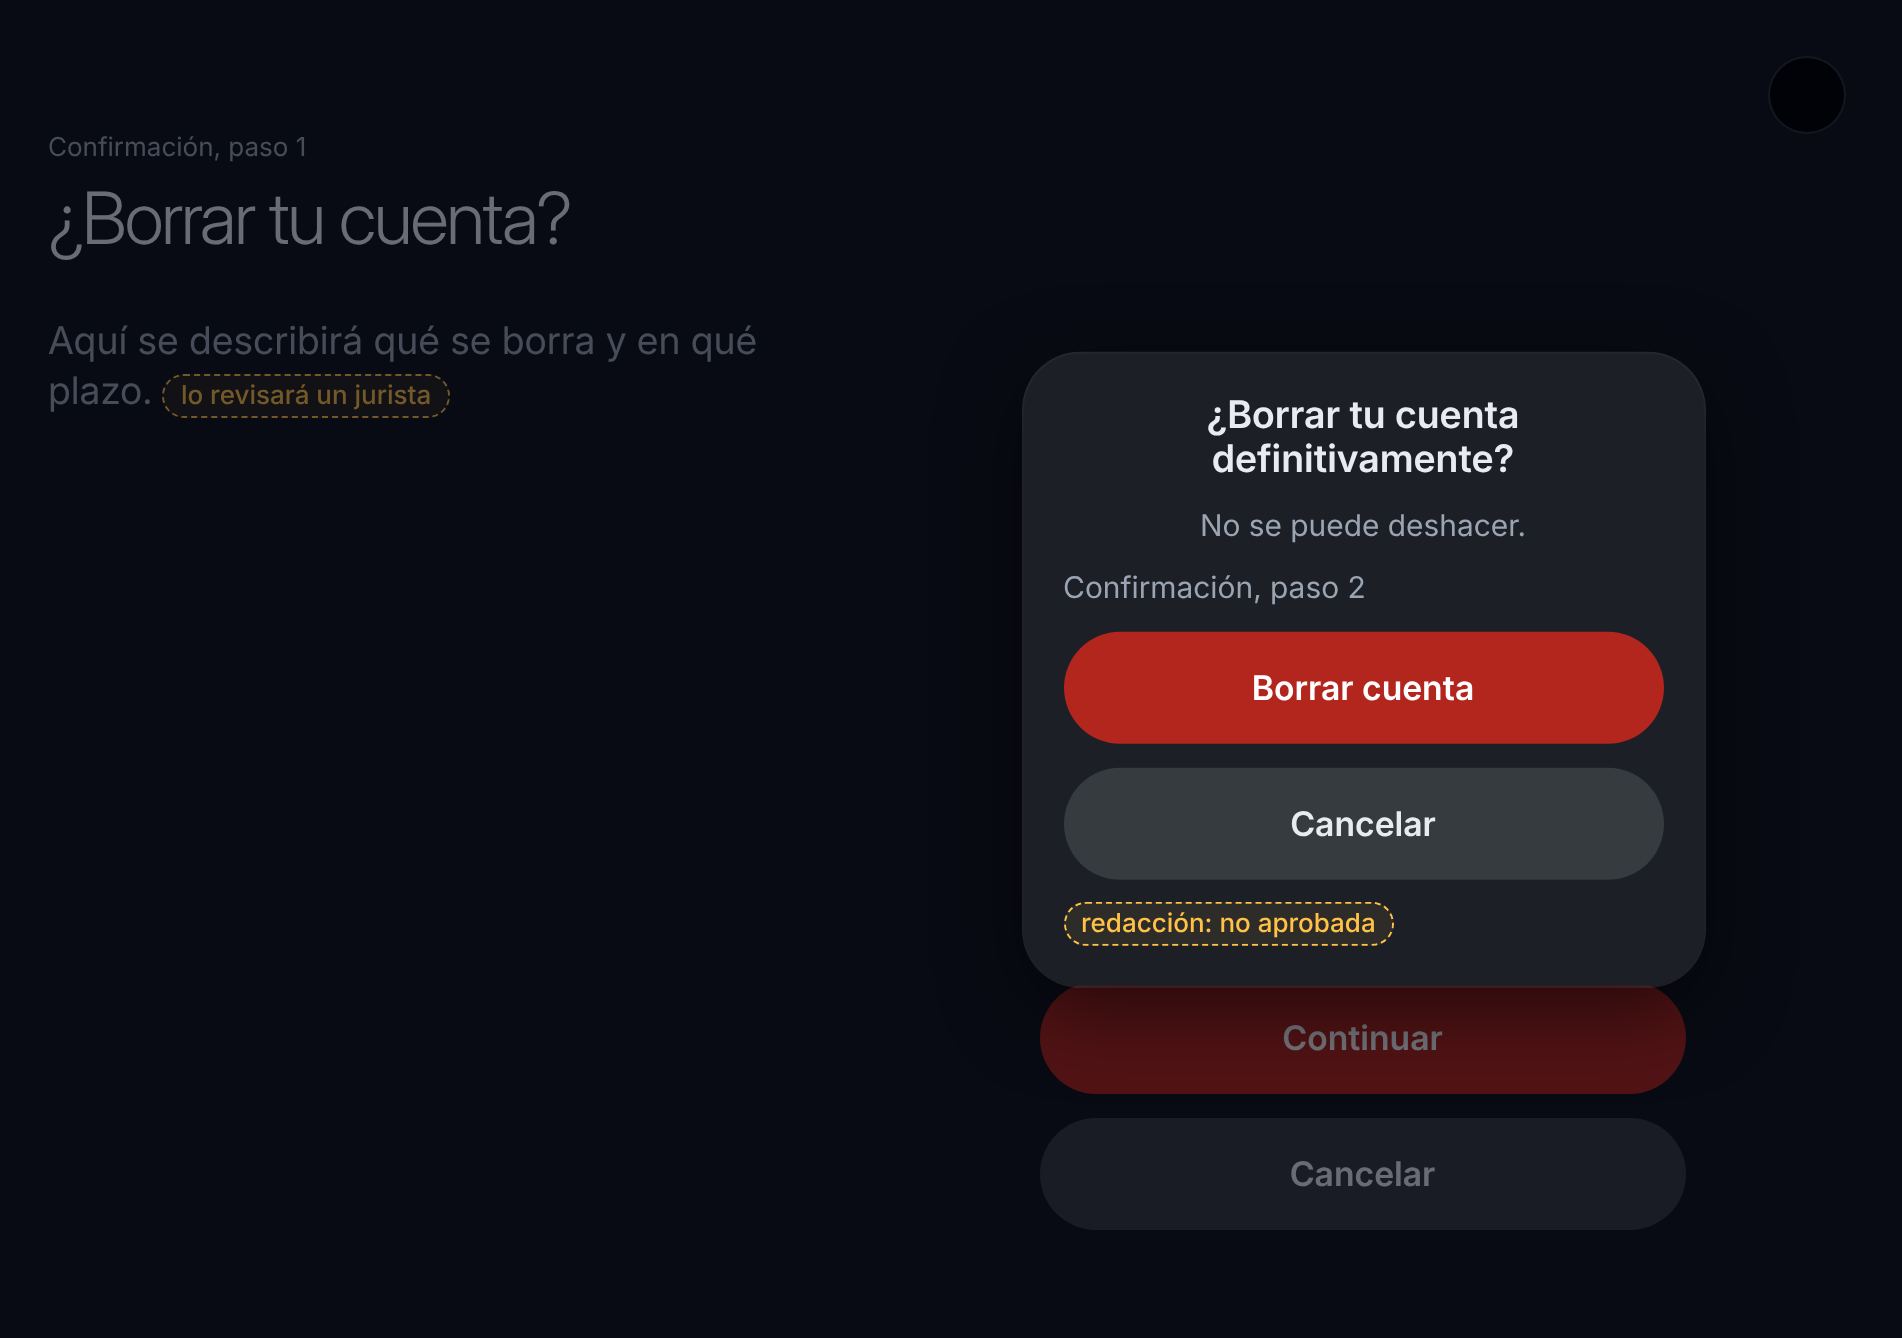 Confirmación, paso 1
¿Borrar tu cuenta?
Aquí se describirá qué se borra y en qué
plazo. lo revisará un jurista
¿Borrar tu cuenta
definitivamente?
No se puede deshacer.
Confirmación, paso 2
Borrar cuenta
Cancelar
redacción: no aprobada
Continuar
Cancelar